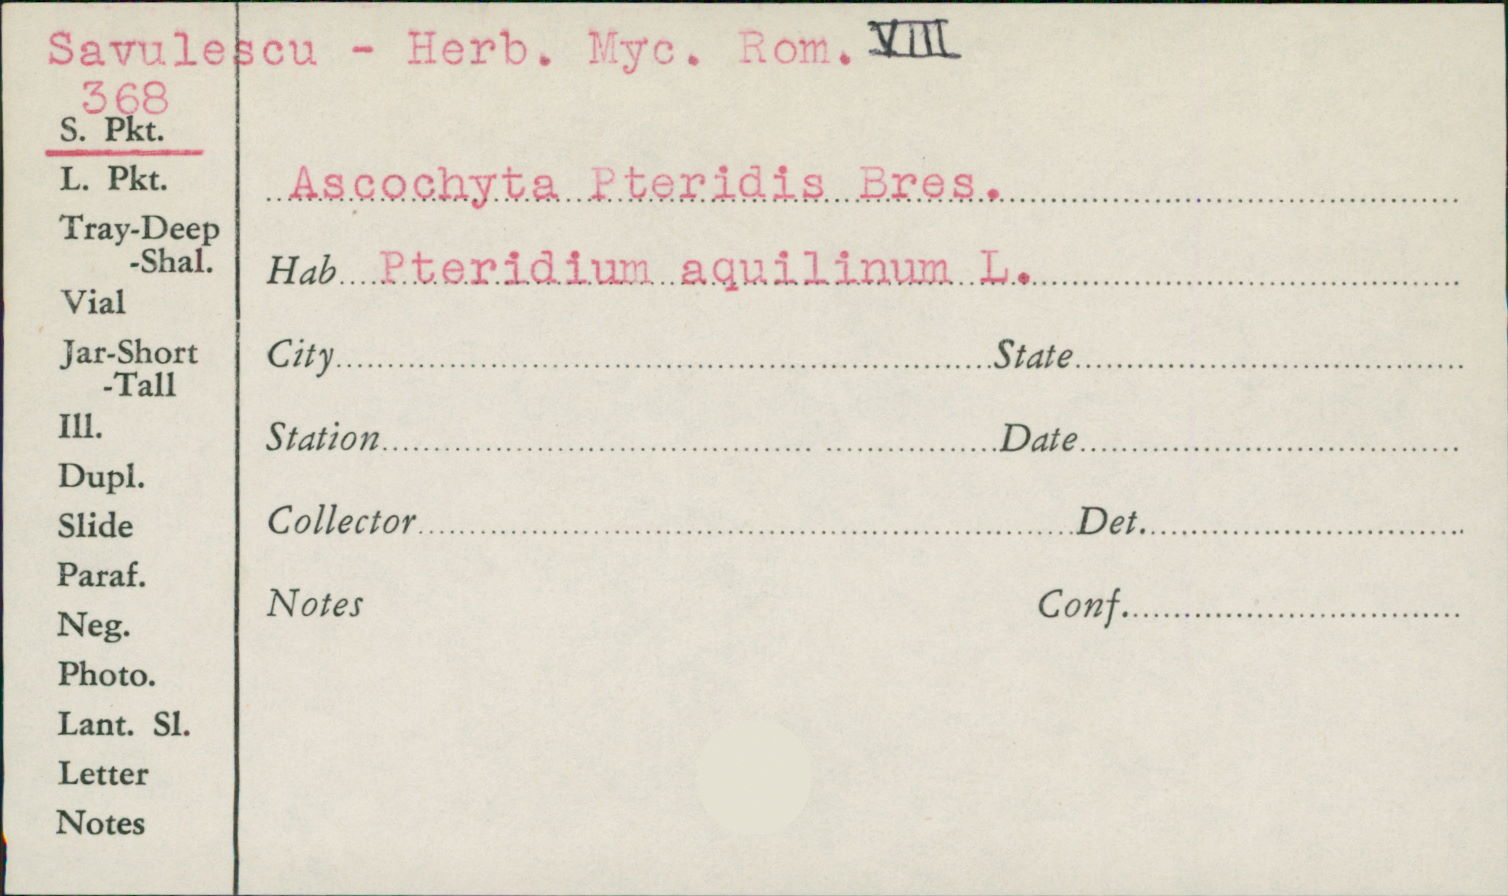 Savulescu - Herb. Myc. Rom. VIII
368
S. Pkt.
L. Pkt.
Tray-Deep
-Shal.
Vial
Jar-Short
-Tall
Ill.
Dupl.
Slide
Paraf.
Neg.
Photo.
Lant. Sl.
Letter
Notes
Ascochyta Pteridis Bres.
Hab Pteridium aquilinum L.
City State
Station Date
Collector Det.
Notes Conf.